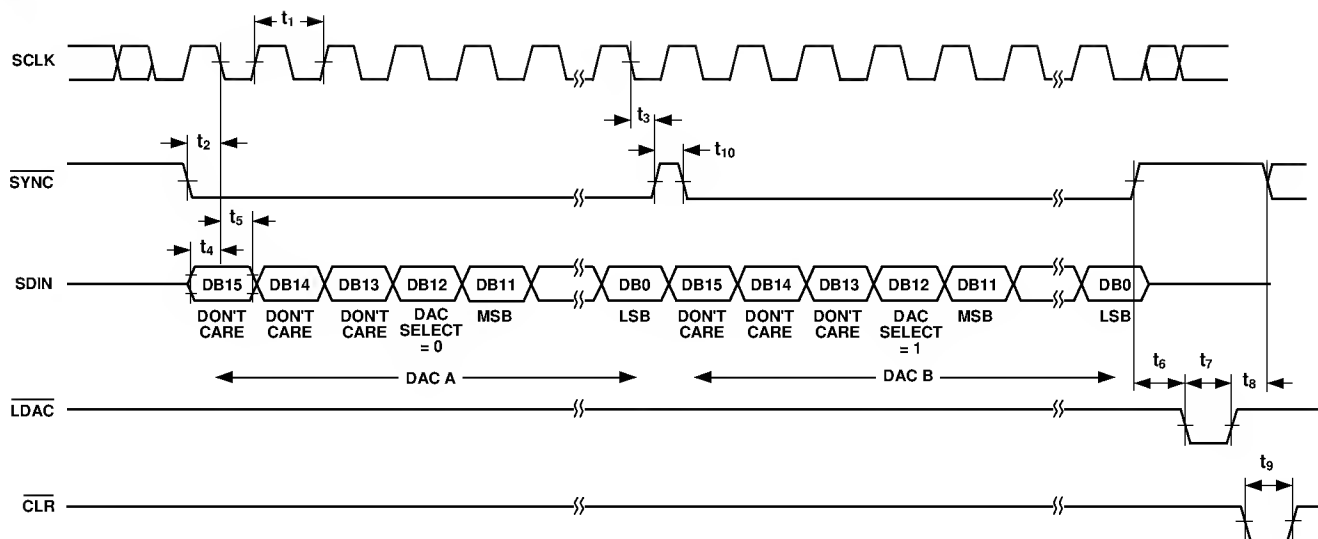 t1
SCLK
t3
t2
t10
SYNC
t5
t4
SDIN
DB15 DB14 DB13 DB12 DB11 DB0 DB15 DB14 DB13 DB12 DB11 DB0
DON'T CARE DON'T CARE DON'T CARE DAC SELECT = 0 MSB LSB DON'T CARE DON'T CARE DON'T CARE DAC SELECT = 1 MSB LSB
DAC A DAC B
t6 t7 t8
LDAC
t9
CLR